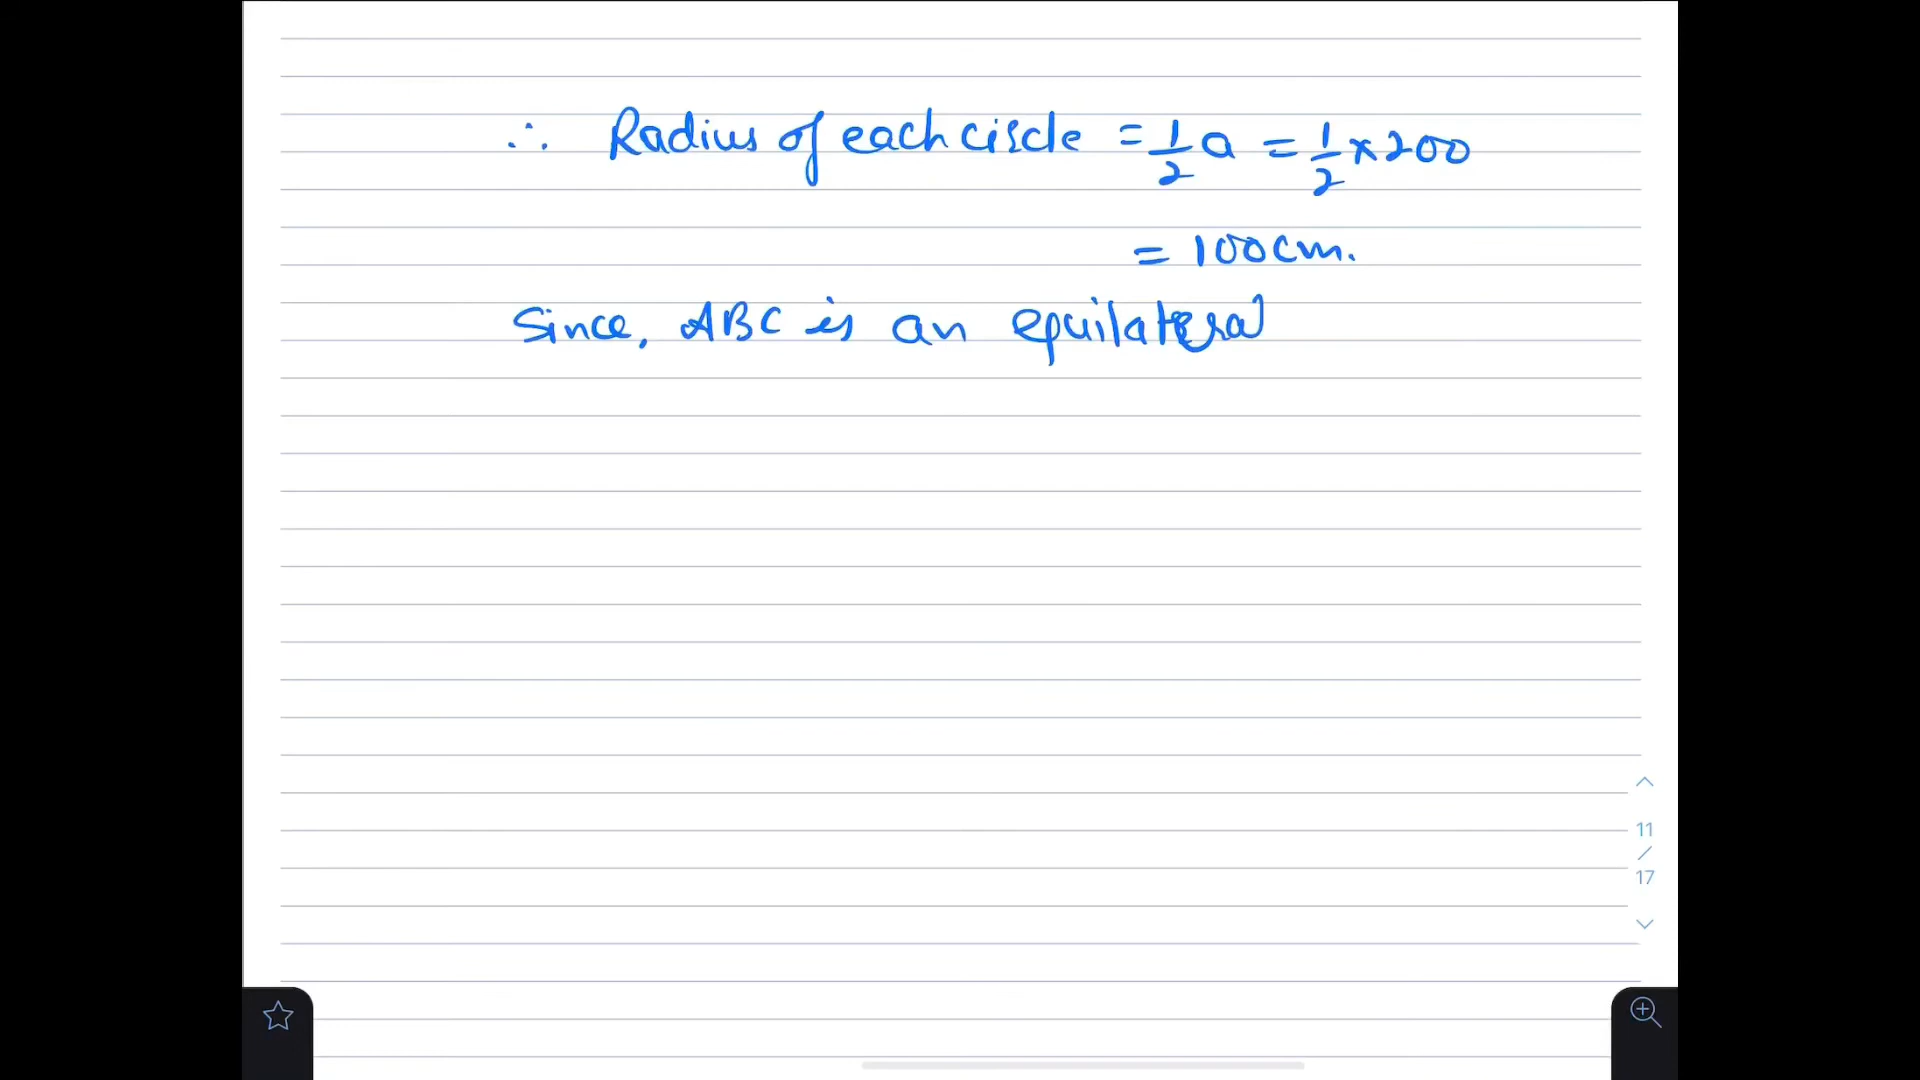 ∴ Radius of each circle = 1/2 a = 1/2 × 200
= 100cm.
Since, ABC is an equilateral
11
/
17